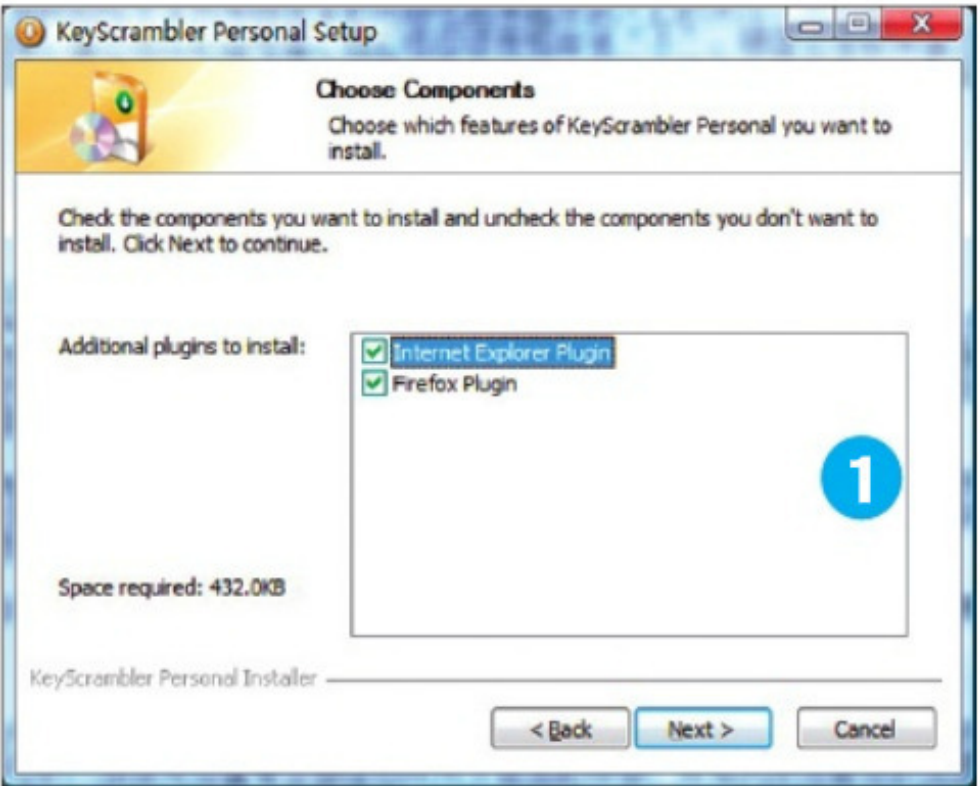 KeyScrambler Personal Setup
Choose Components
Choose which features of KeyScrambler Personal you want to
install.
Check the components you want to install and uncheck the components you don't want to
install. Click Next to continue.
Additional plugins to install:
Internet Explorer Plugin
Firefox Plugin
1
Space required: 432.0KB
KeyScrambler Personal Installer
< Back
Next >
Cancel